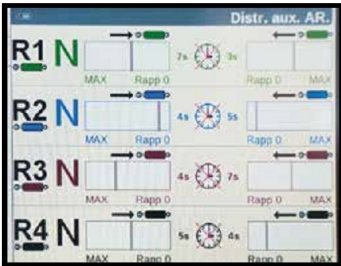 Distr. aux. AR.
R1 N 7s 3s
MAX Rapp 0 Rapp 0 MAX
R2 N 4s 5s
MAX Rapp 0 Rapp 0 MAX
R3 N 4s 7s
MAX Rapp 0 Rapp 0 MAX
R4 N 5s 4s
MAX Rapp 0 Rapp 0 MAX